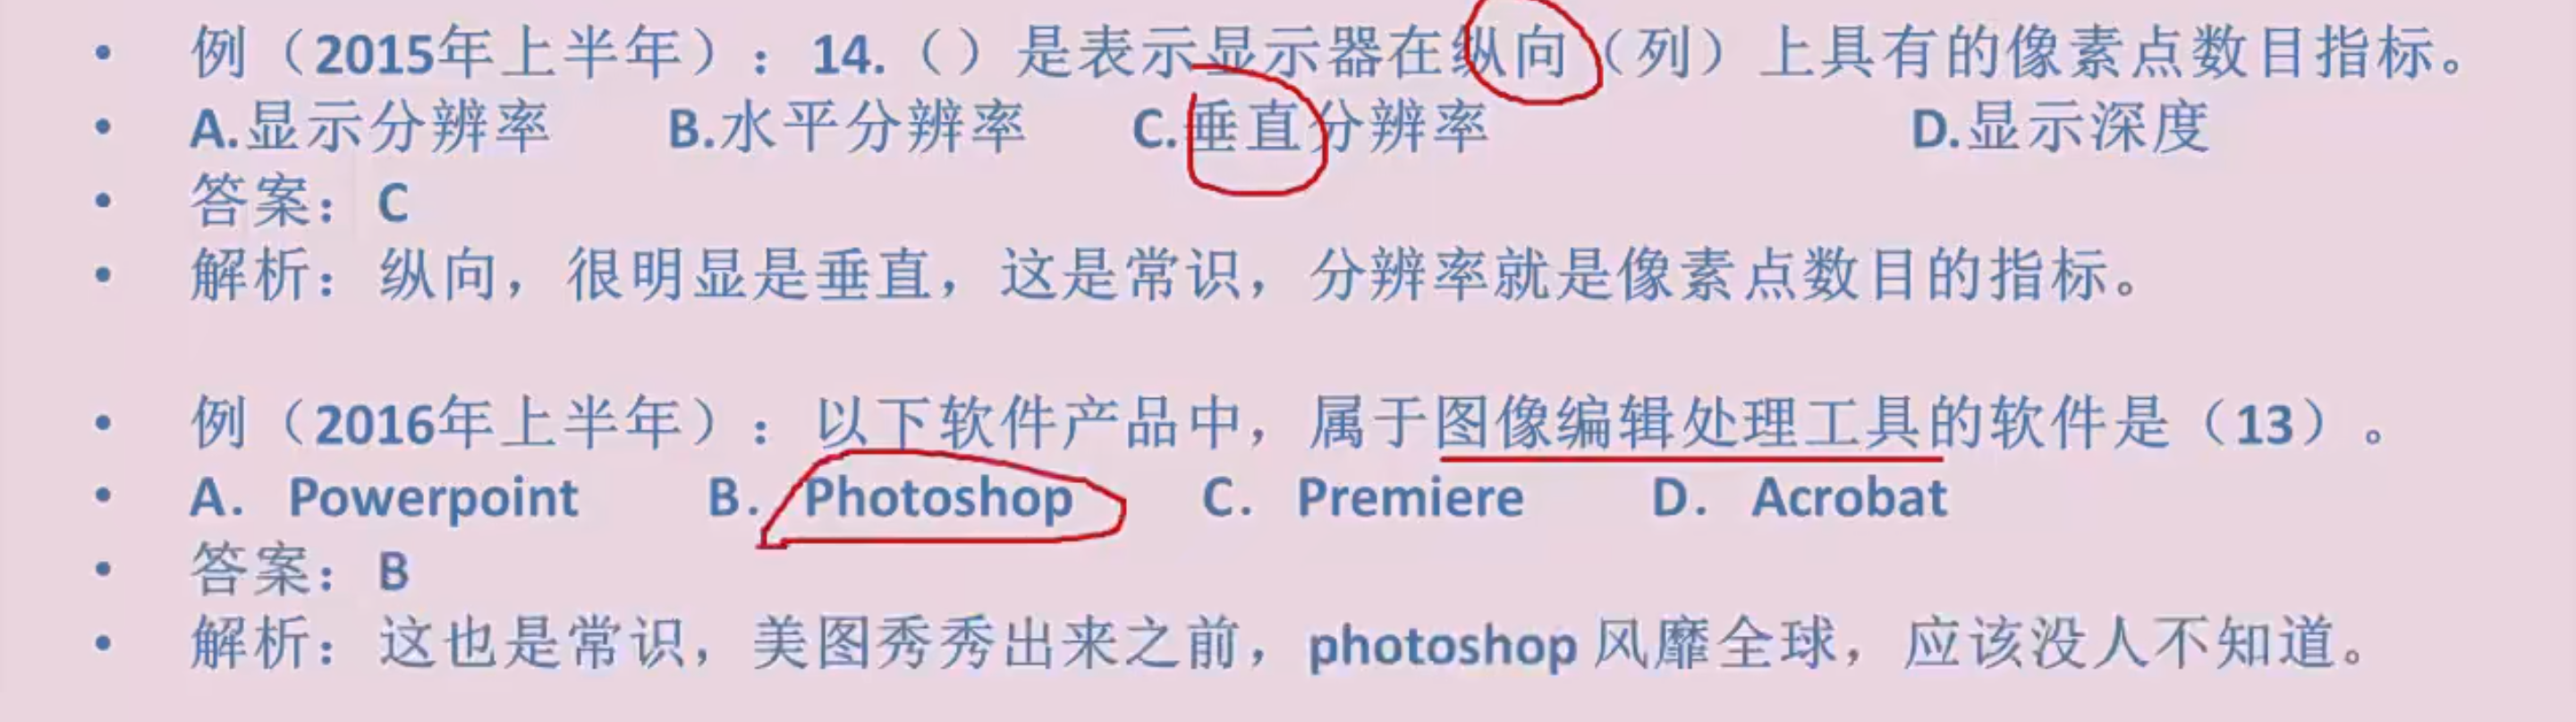 • 例（2015年上半年）：14.（）是表示显示器在纵向（列）上具有的像素点数目指标。
• A.显示分辨率 B.水平分辨率 C.垂直分辨率 D.显示深度
• 答案：C
• 解析：纵向，很明显是垂直，这是常识，分辨率就是像素点数目的指标。
• 例（2016年上半年）：以下软件产品中，属于图像编辑处理工具的软件是（13）。
• A. Powerpoint B. Photoshop C. Premiere D. Acrobat
• 答案：B
• 解析：这也是常识，美图秀秀出来之前，photoshop 风靡全球，应该没人不知道。